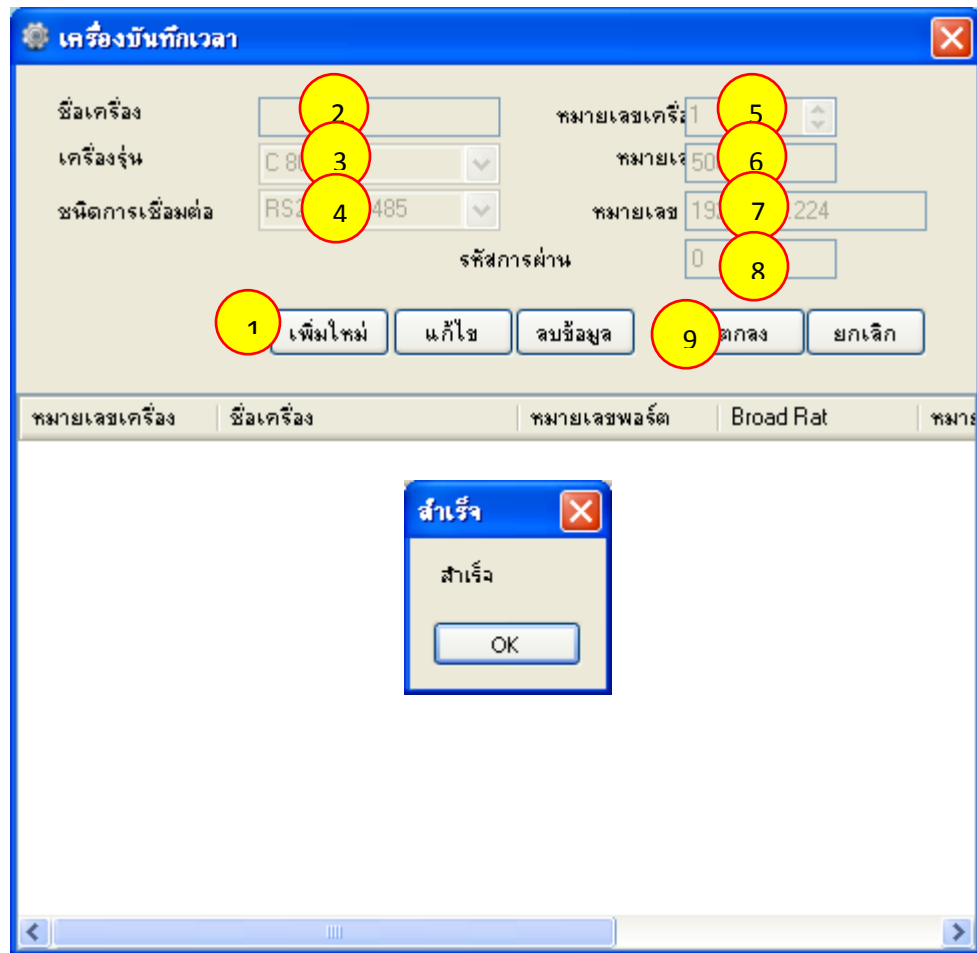 เครื่องบันทึกเวลา
ชื่อเครื่อง 2 หมายเลขเครื่ 1 5
เครื่องรุ่น C 8 3 50 6
ชนิดการเชื่อมต่อ RS2 4 485 หมายเลข 19 7 .224
รหัสการผ่าน 0 8
1 เพิ่มใหม่ แก้ไข ลบข้อมูล 9 ตกลง ยกเลิก
หมายเลขเครื่อง ชื่อเครื่อง หมายเลขพอร์ต Broad Rat หมาย
สำเร็จ
สำเร็จ
OK